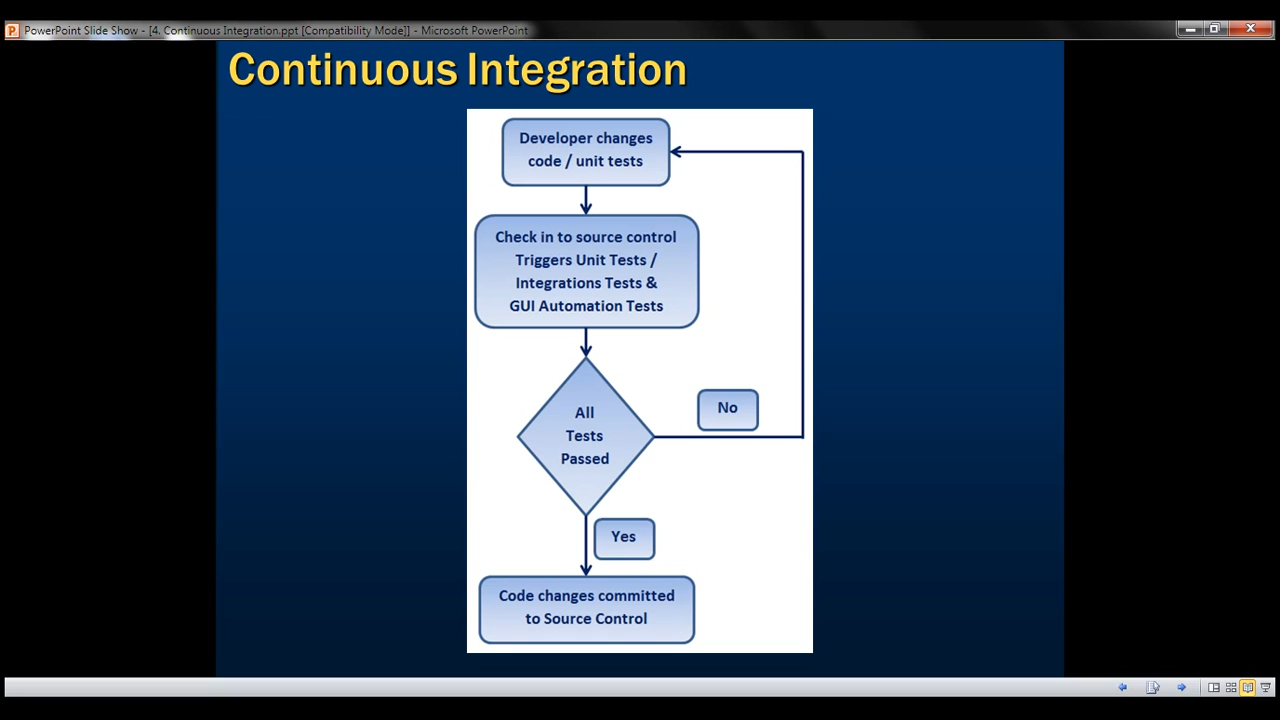 PowerPoint Slide Show - [4. Continuous Integration.ppt [Compatibility Mode]] - Microsoft PowerPoint
Continuous Integration
Developer changes
code / unit tests
Check in to source control
Triggers Unit Tests /
Integrations Tests &
GUI Automation Tests
All
Tests
Passed
No
Yes
Code changes committed
to Source Control